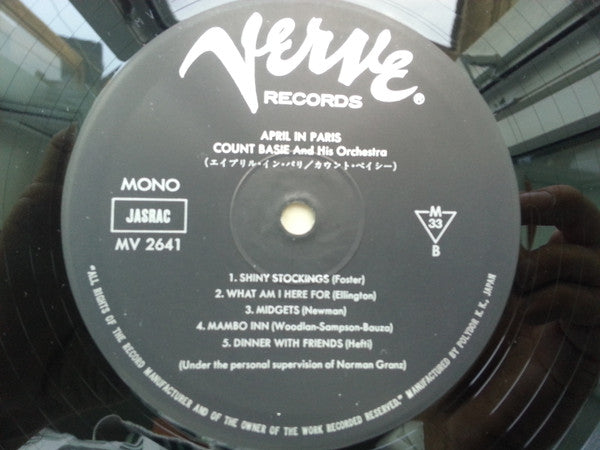 Verve®
RECORDS
APRIL IN PARIS
COUNT BASIE And His Orchestra
(エイプリル・イン・パリ／カウント・ベイシー)
MONO
JASRAC
MV 2641
M
33
B
1. SHINY STOCKINGS (Foster)
2. WHAT AM I HERE FOR (Ellington)
3. MIDGETS (Newman)
4. MAMBO INN (Woodlan-Sampson-Bauza)
5. DINNER WITH FRIENDS (Hefti)
(Under the personal supervision of Norman Granz)
"ALL RIGHTS OF THE RECORD MANUFACTURER AND OF THE OWNER OF THE WORK RECORDED RESERVED" MANUFACTURED BY POLYDOR K.K., JAPAN